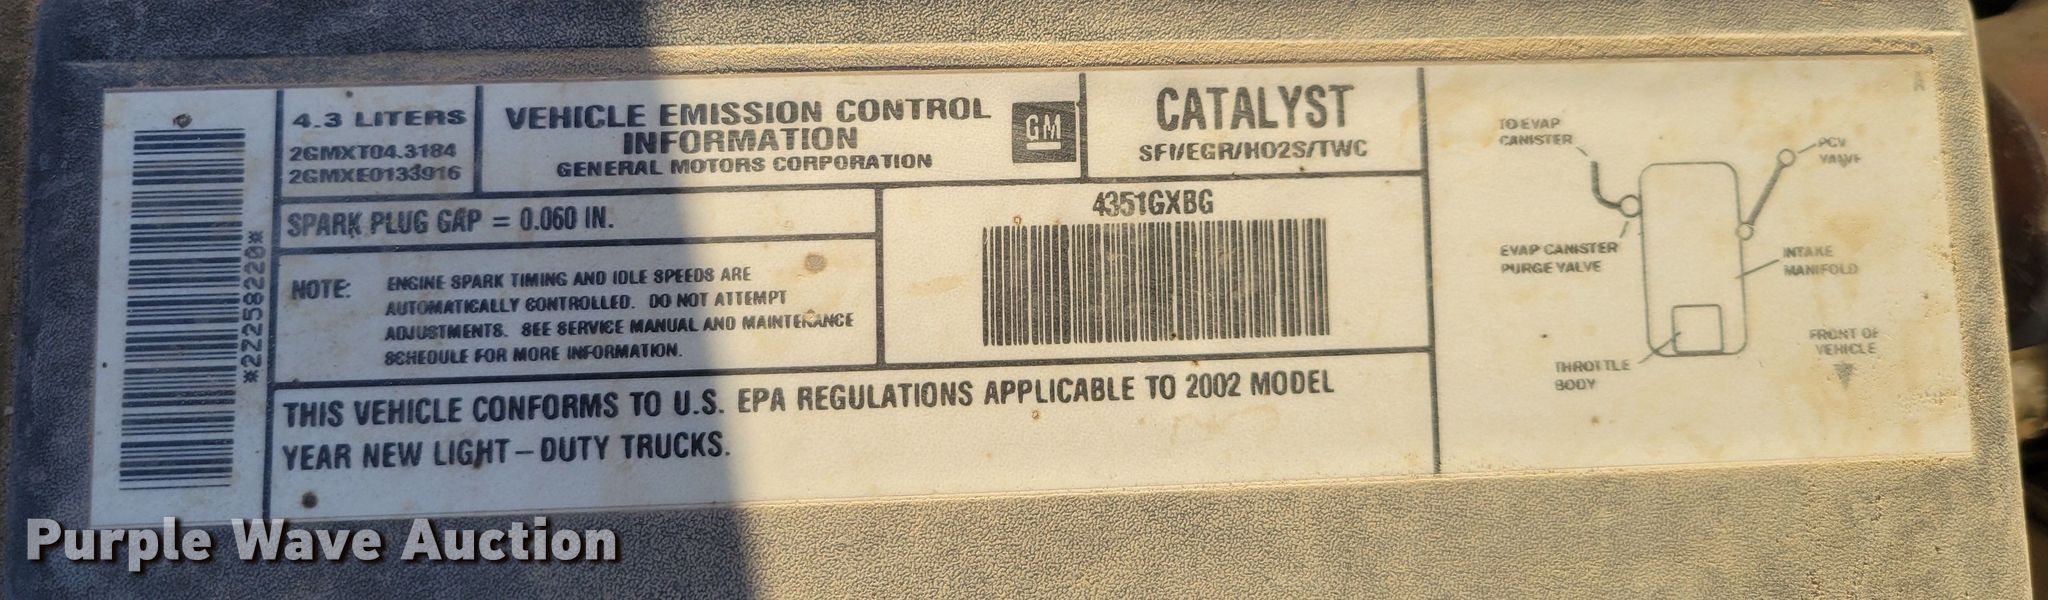 *22258220*
4.3 LITERS
2GMXT04.3184
2GMXE0133916
VEHICLE EMISSION CONTROL
INFORMATION
GENERAL MOTORS CORPORATION
GM
CATALYST
SFI/EGR/HO2S/TWC
SPARK PLUG GAP = 0.060 IN.
NOTE: ENGINE SPARK TIMING AND IDLE SPEEDS ARE
AUTOMATICALLY CONTROLLED. DO NOT ATTEMPT
ADJUSTMENTS. SEE SERVICE MANUAL AND MAINTENANCE
SCHEDULE FOR MORE INFORMATION.
4351GXBG
THIS VEHICLE CONFORMS TO U.S. EPA REGULATIONS APPLICABLE TO 2002 MODEL
YEAR NEW LIGHT-DUTY TRUCKS.
A
TO EVAP
CANISTER
PCV
VALVE
EVAP CANISTER
PURGE VALVE
INTAKE
MANIFOLD
THROTTLE
BODY
FRONT OF
VEHICLE
Purple Wave Auction